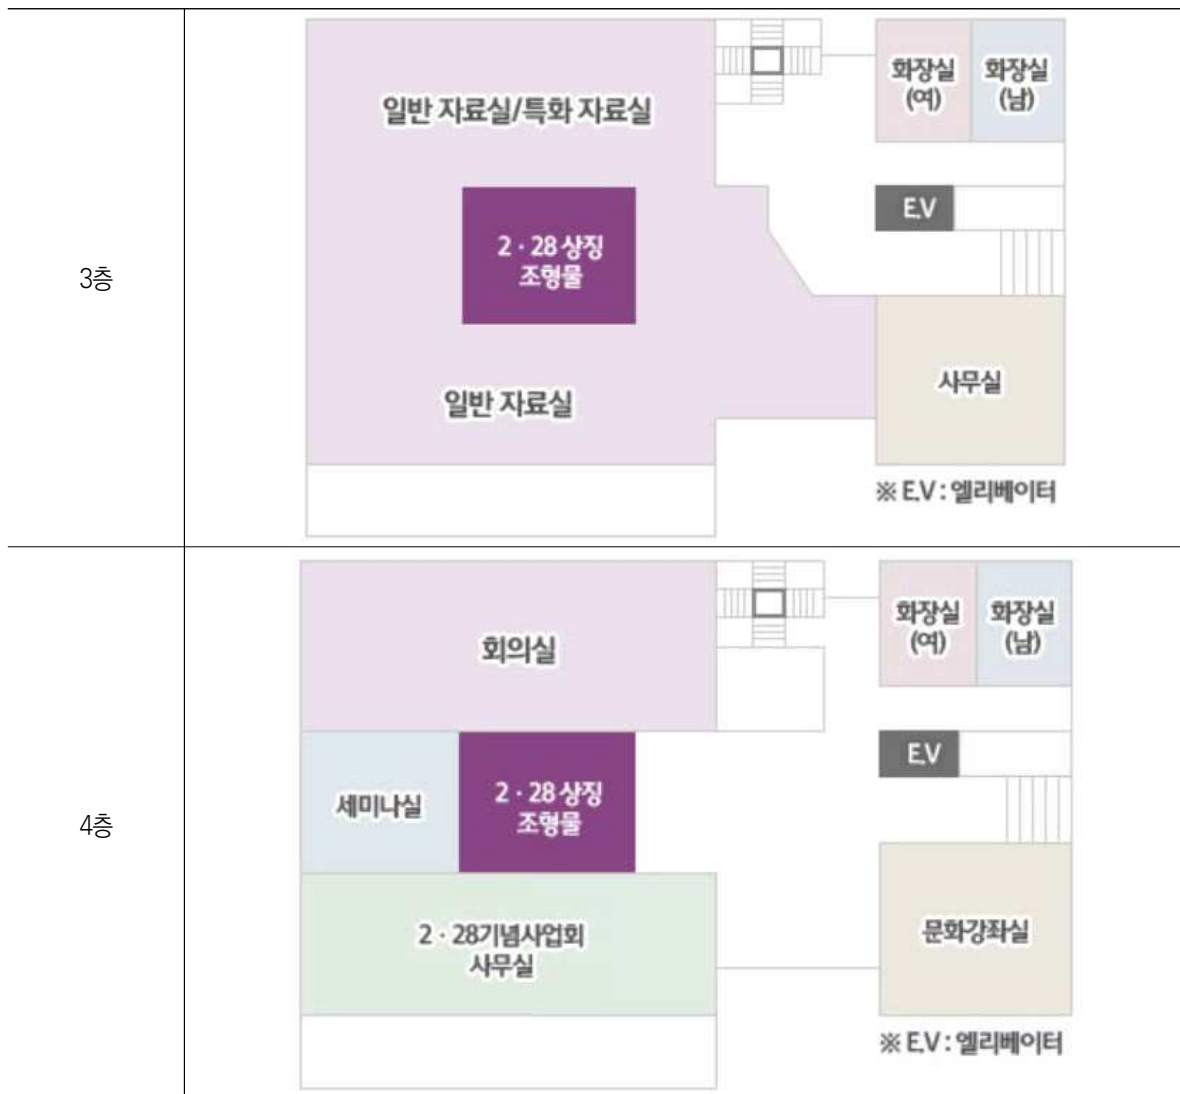 3층
일반 자료실/특화 자료실
2·28 상징
조형물
일반 자료실
화장실
(여)
화장실
(남)
E.V
사무실
※ E.V : 엘리베이터
4층
회의실
세미나실
2·28 상징
조형물
2·28기념사업회
사무실
화장실
(여)
화장실
(남)
E.V
문화강좌실
※ E.V : 엘리베이터